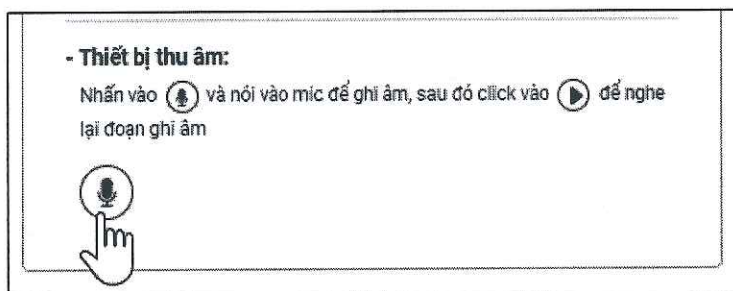 - Thiết bị thu âm:
Nhấn vào và nói vào mic để ghi âm, sau đó click vào để nghe
lại đoạn ghi âm